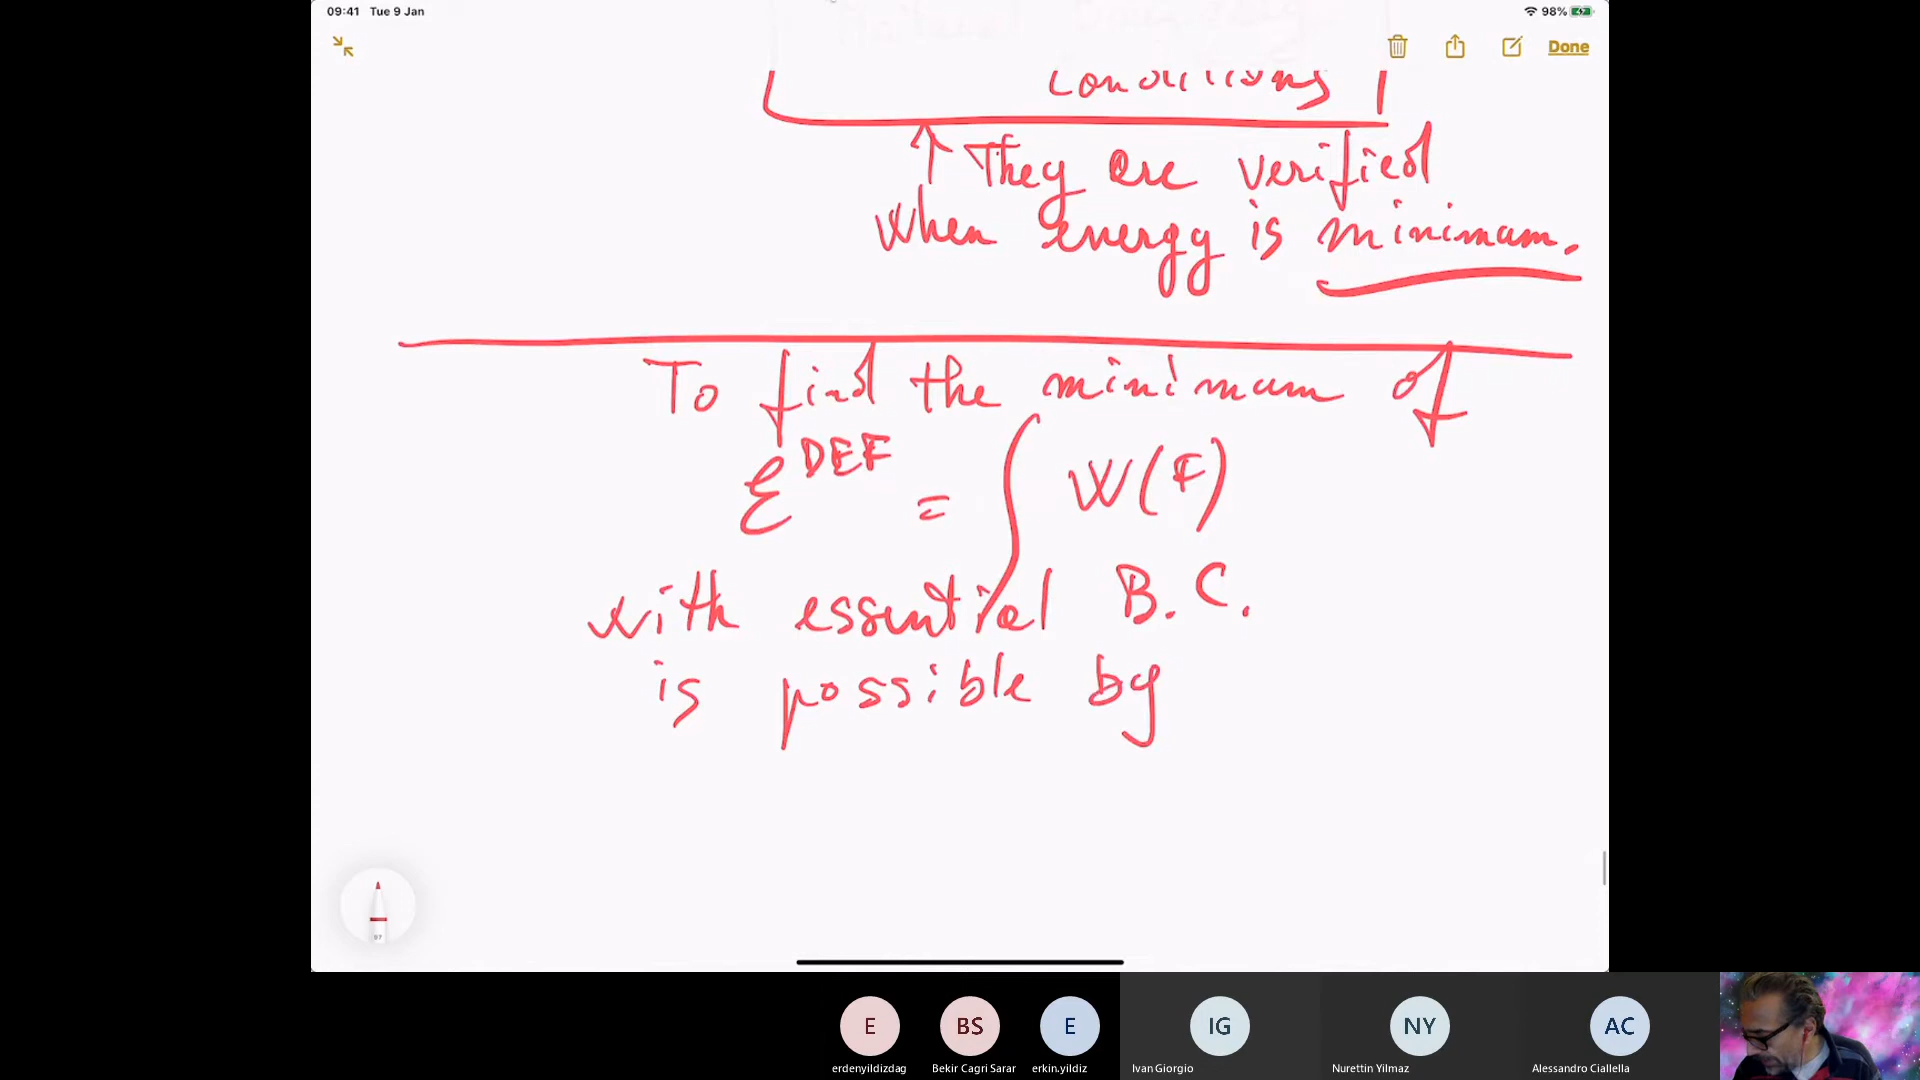 09:41 Tue 9 Jan
98%
Done
conditions
↑ They are verified
when energy is minimum.
To find the minimum of
ℰ^DEF = ∫ W(F)
with essential B.C.
is possible by
97
E
BS
E
IG
NY
AC
erdenyildizdag
Bekir Cagri Sarar
erkin.yildiz
Ivan Giorgio
Nurettin Yilmaz
Alessandro Ciallella